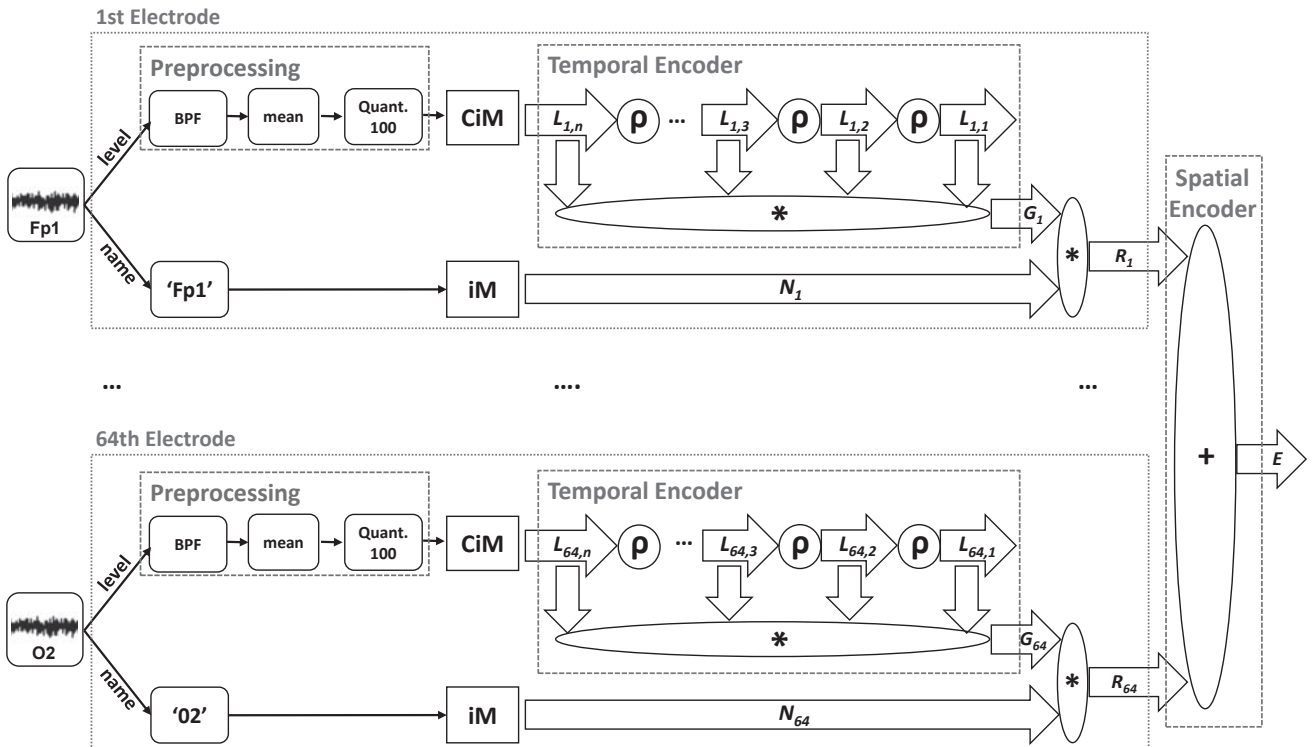 1st Electrode
Preprocessing
BPF
mean
Quant.
100
CiM
Temporal Encoder
L1,n
ρ
...
L1,3
ρ
L1,2
ρ
L1,1
*
G1
level
Fp1
name
'Fp1'
iM
N1
*
R1
Spatial
Encoder
...
....
...
+
E
64th Electrode
Preprocessing
BPF
mean
Quant.
100
CiM
Temporal Encoder
L64,n
ρ
...
L64,3
ρ
L64,2
ρ
L64,1
*
G64
level
O2
name
'02'
iM
N64
*
R64